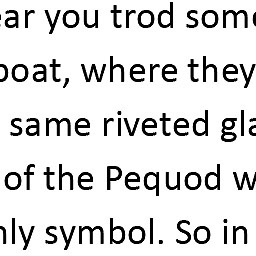 ear you trod some
boat, where they
same riveted gla
of the Pequod w
nly symbol. So in